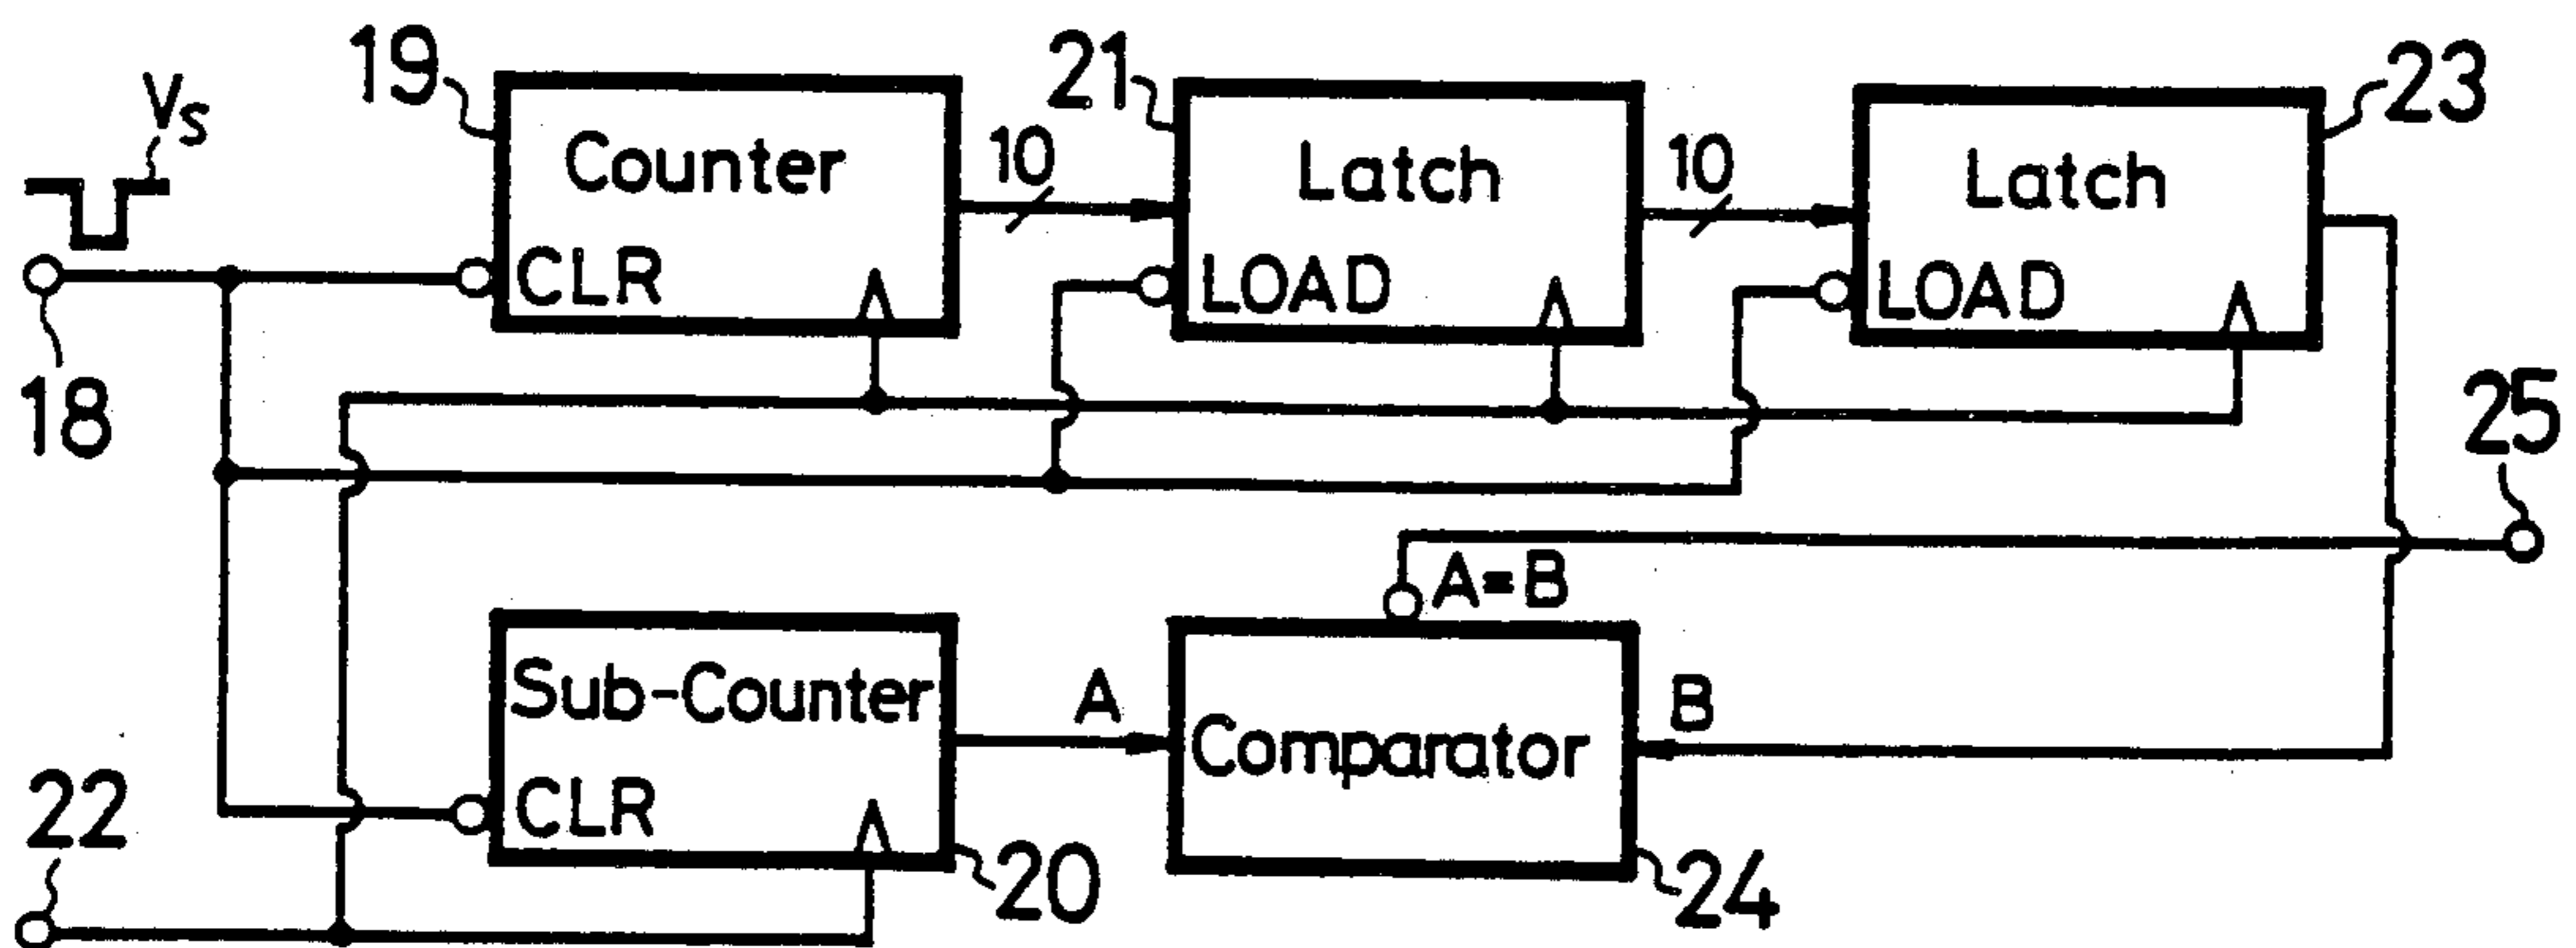 19
21
23
Vs
Counter
10
Latch
10
Latch
CLR
LOAD
LOAD
18
25
A=B
Sub-Counter
A
Comparator
B
CLR
22
20
24